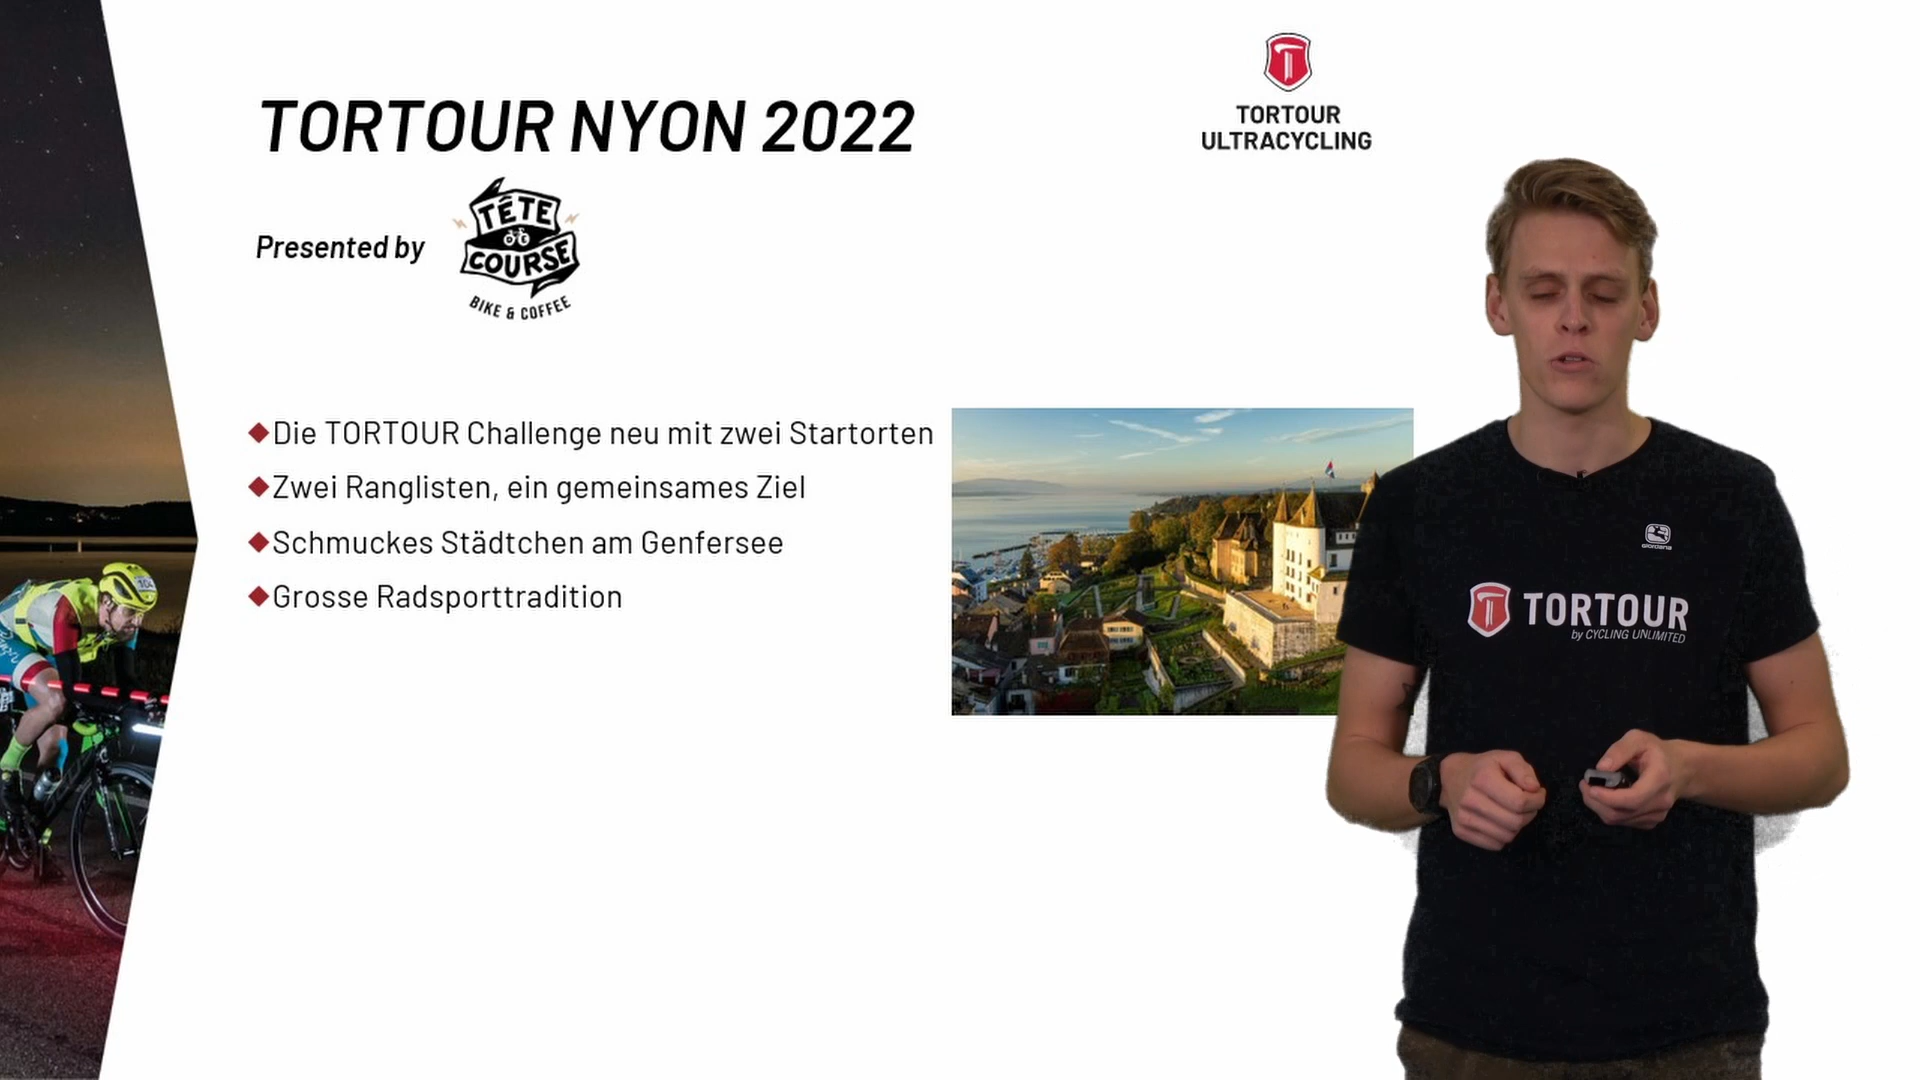 TORTOUR NYON 2022
TORTOUR
ULTRACYCLING
Presented by
TÊTE
COURSE
BIKE & COFFEE
Die TORTOUR Challenge neu mit zwei Startorten
Zwei Ranglisten, ein gemeinsames Ziel
Schmuckes Städtchen am Genfersee
Grosse Radsporttradition
GIORDANA
TORTOUR
by CYCLING UNLIMITED